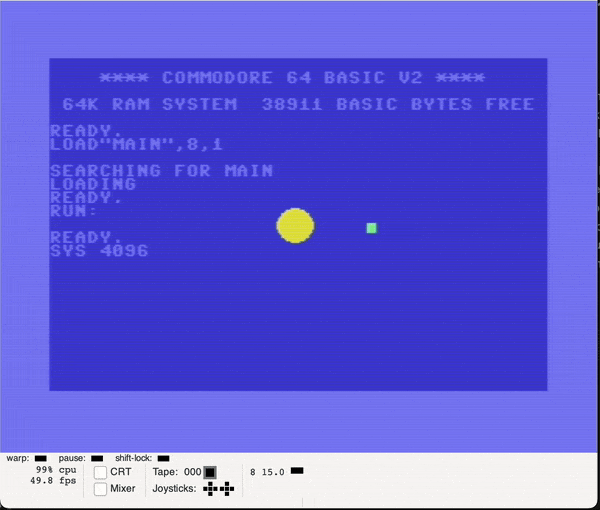 **** COMMODORE 64 BASIC V2 ****
64K RAM SYSTEM  38911 BASIC BYTES FREE
READY.
LOAD"MAIN",8,1
SEARCHING FOR MAIN
LOADING
READY.
RUN:
READY.
SYS 4096
warp: pause: shift-lock:
99% cpu
49.8 fps
CRT
Mixer
Tape: 000
Joysticks:
8 15.0